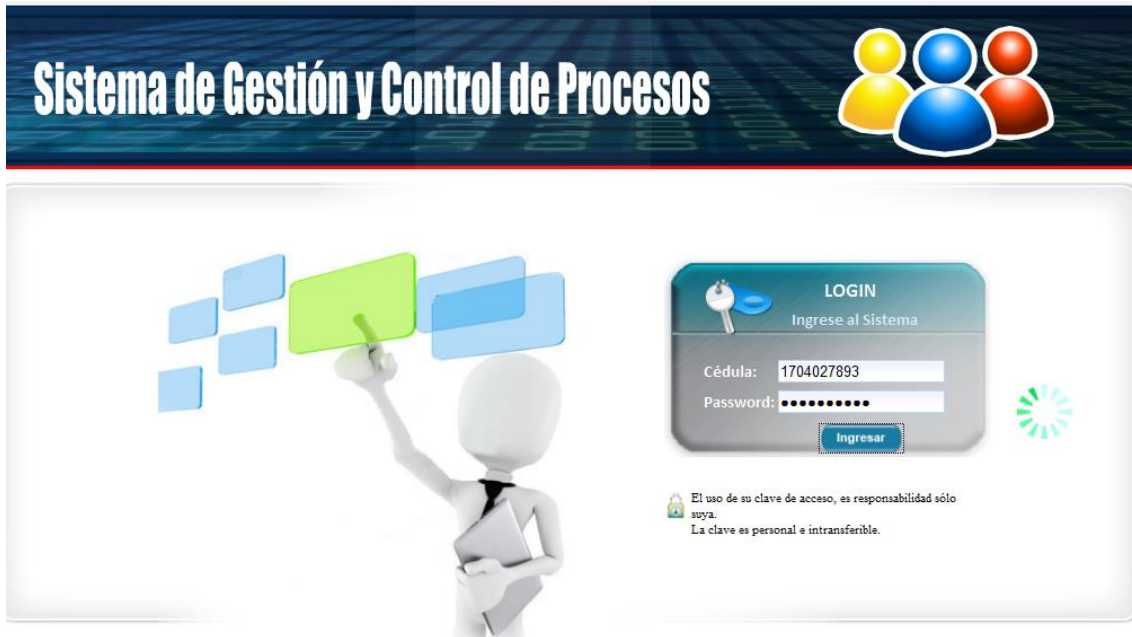 Sistema de Gestión y Control de Procesos
LOGIN
Ingrese al Sistema
Cédula: 1704027893
Password: ●●●●●●●●●●
Ingresar
El uso de su clave de acceso, es responsabilidad sólo
suya.
La clave es personal e intransferible.